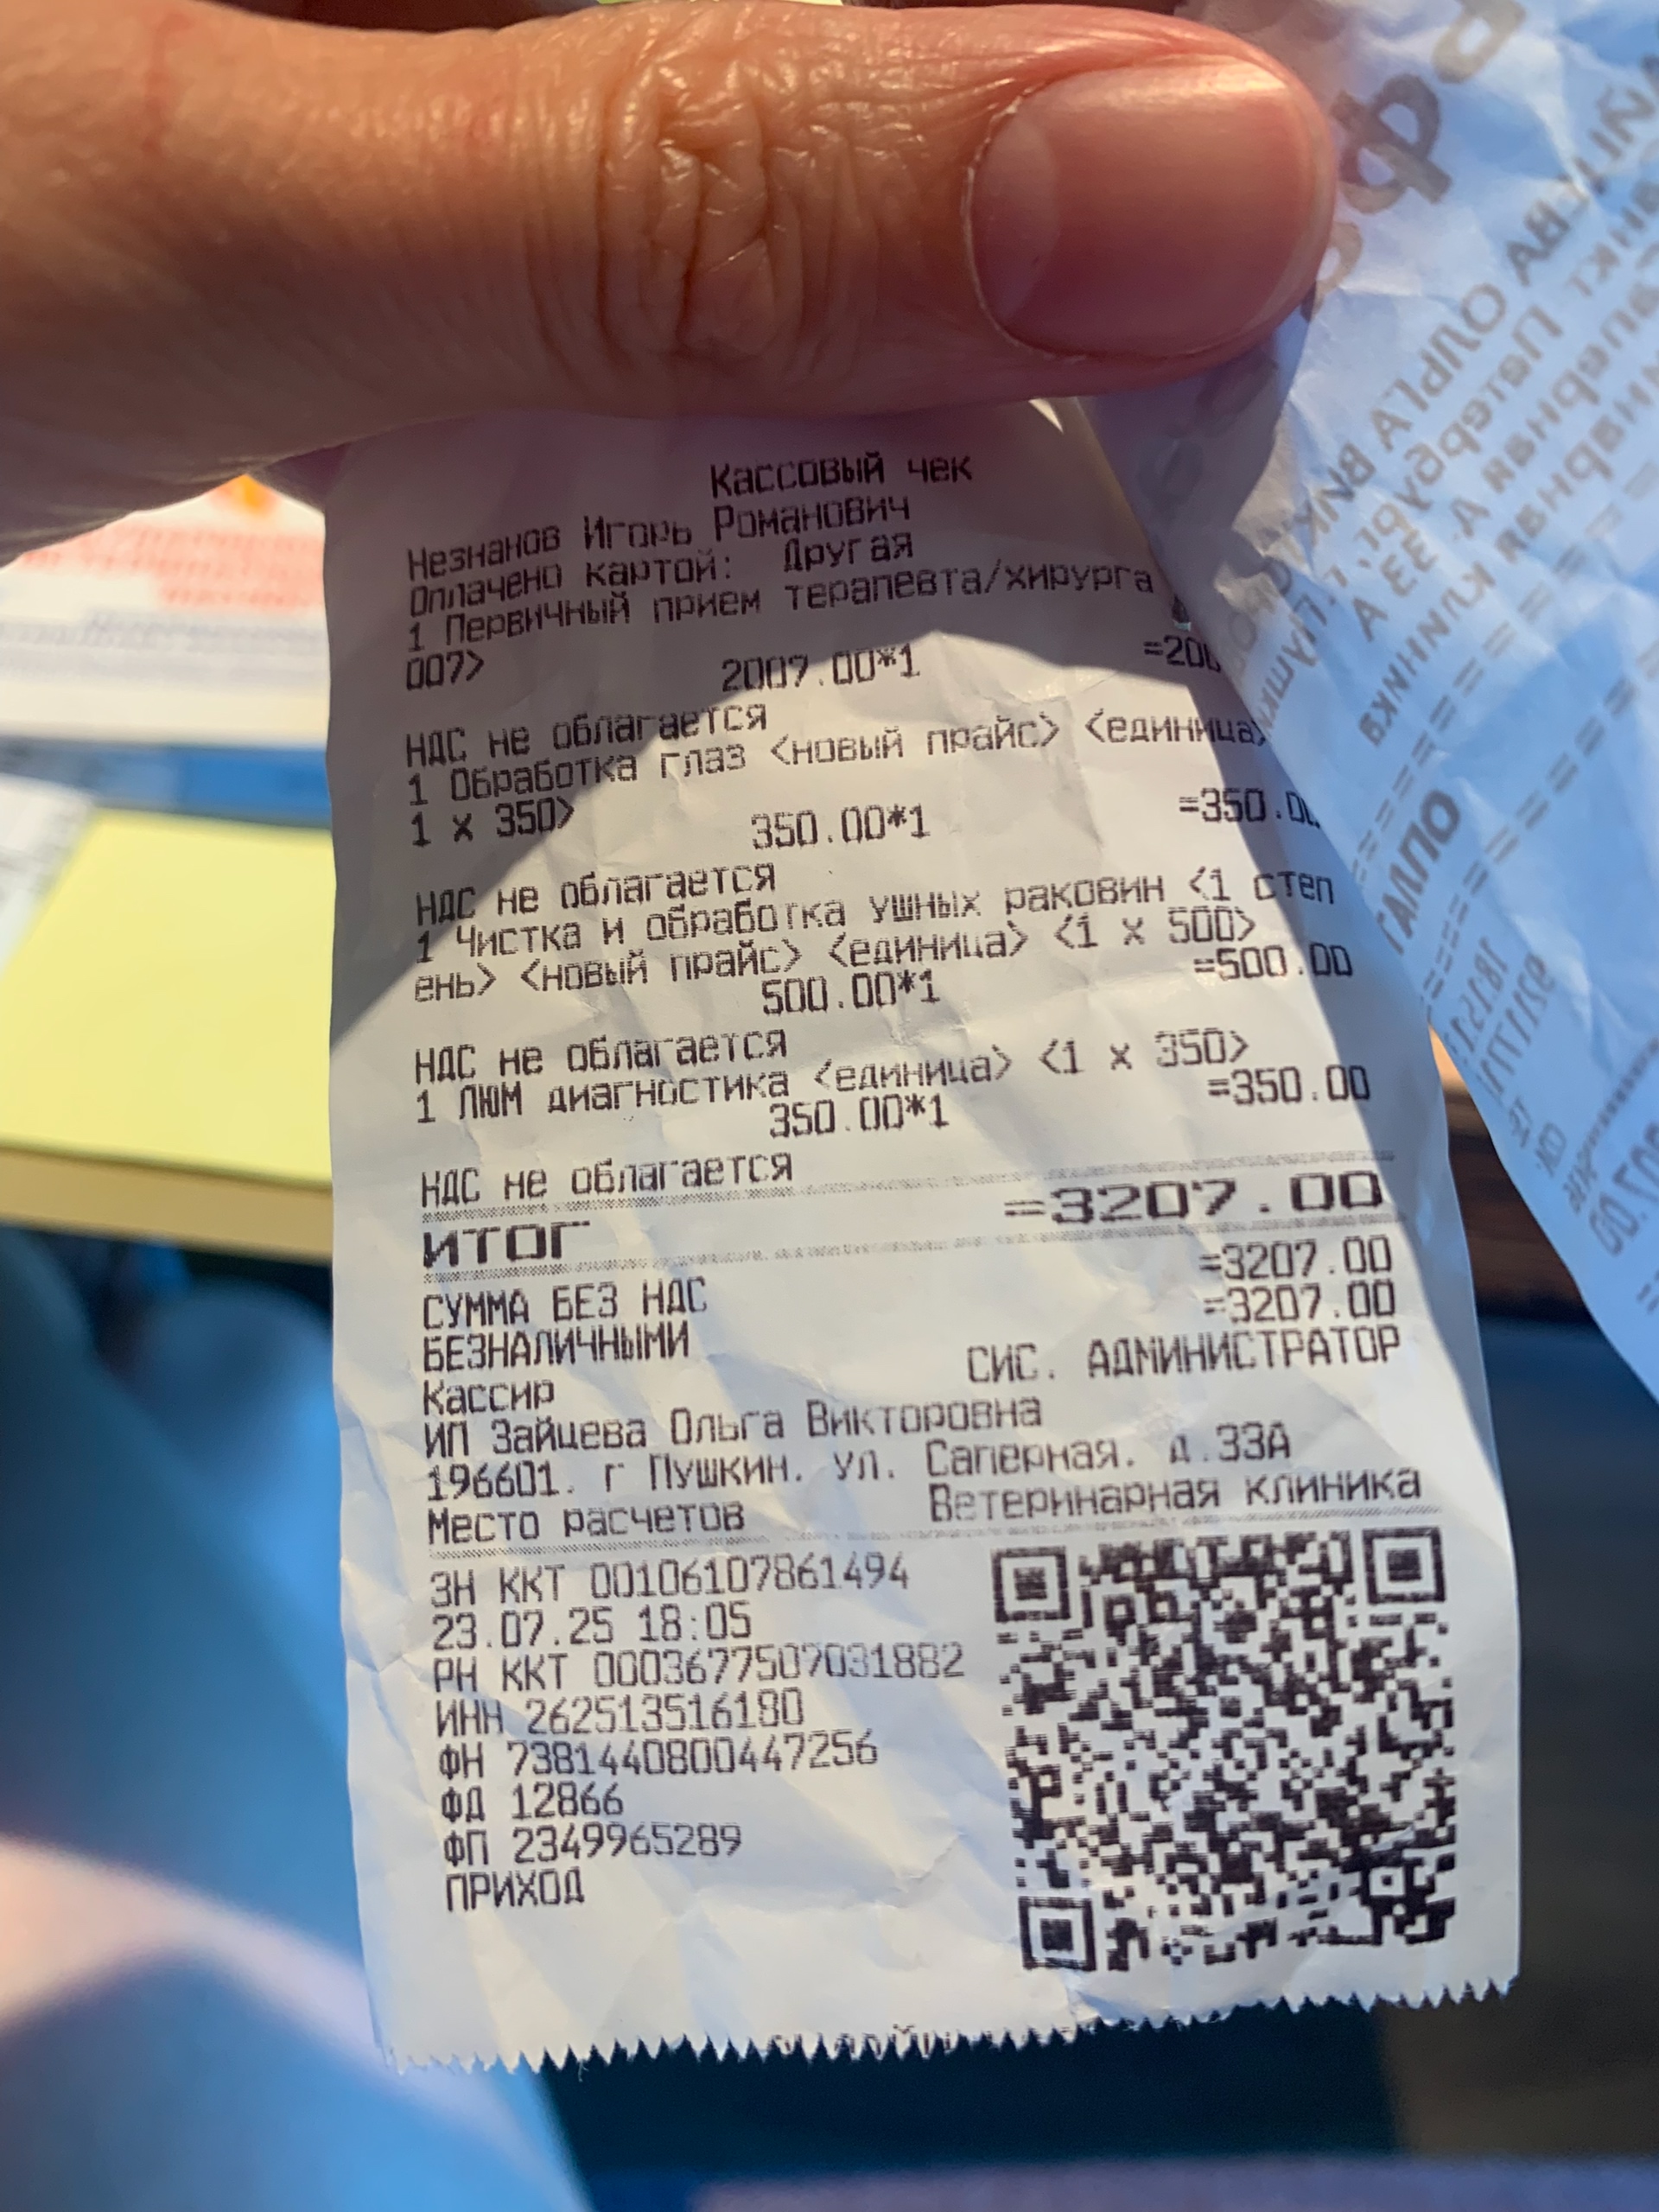 Кассовый чек
Незнанов Игорь Романович
Оплачено картой: Другая
1 Первичный прием терапевта/хирурга
007>
2007.00*1 =20
НДС не облагается
1 Обработка глаз <новый прайс> <единица>
1 x 350>
350.00*1 =350.0
НДС не облагается
1 Чистка и обработка ушных раковин <1 степ
ень> <новый прайс> <единица> <1 x 500>
500.00*1 =500.00
НДС не облагается
1 ЛЮМ диагностика <единица> <1 x 350>
350.00*1 =350.00
НДС не облагается
ИТОГ =3207.00
СУММА БЕЗ НДС =3207.00
БЕЗНАЛИЧНЫМИ =3207.00
Кассир СИС. АДМИНИСТРАТОР
ИП Зайцева Ольга Викторовна
196601. г Пушкин. ул. Саперная. д.33А
Место расчетов Ветеринарная клиника
ЗН ККТ 00106107861494
23.07.25 18:05
РН ККТ 0003677507031882
ИНН 262513516180
ФН 7381440800447256
ФД 12866
ФП 2349965289
ПРИХОД